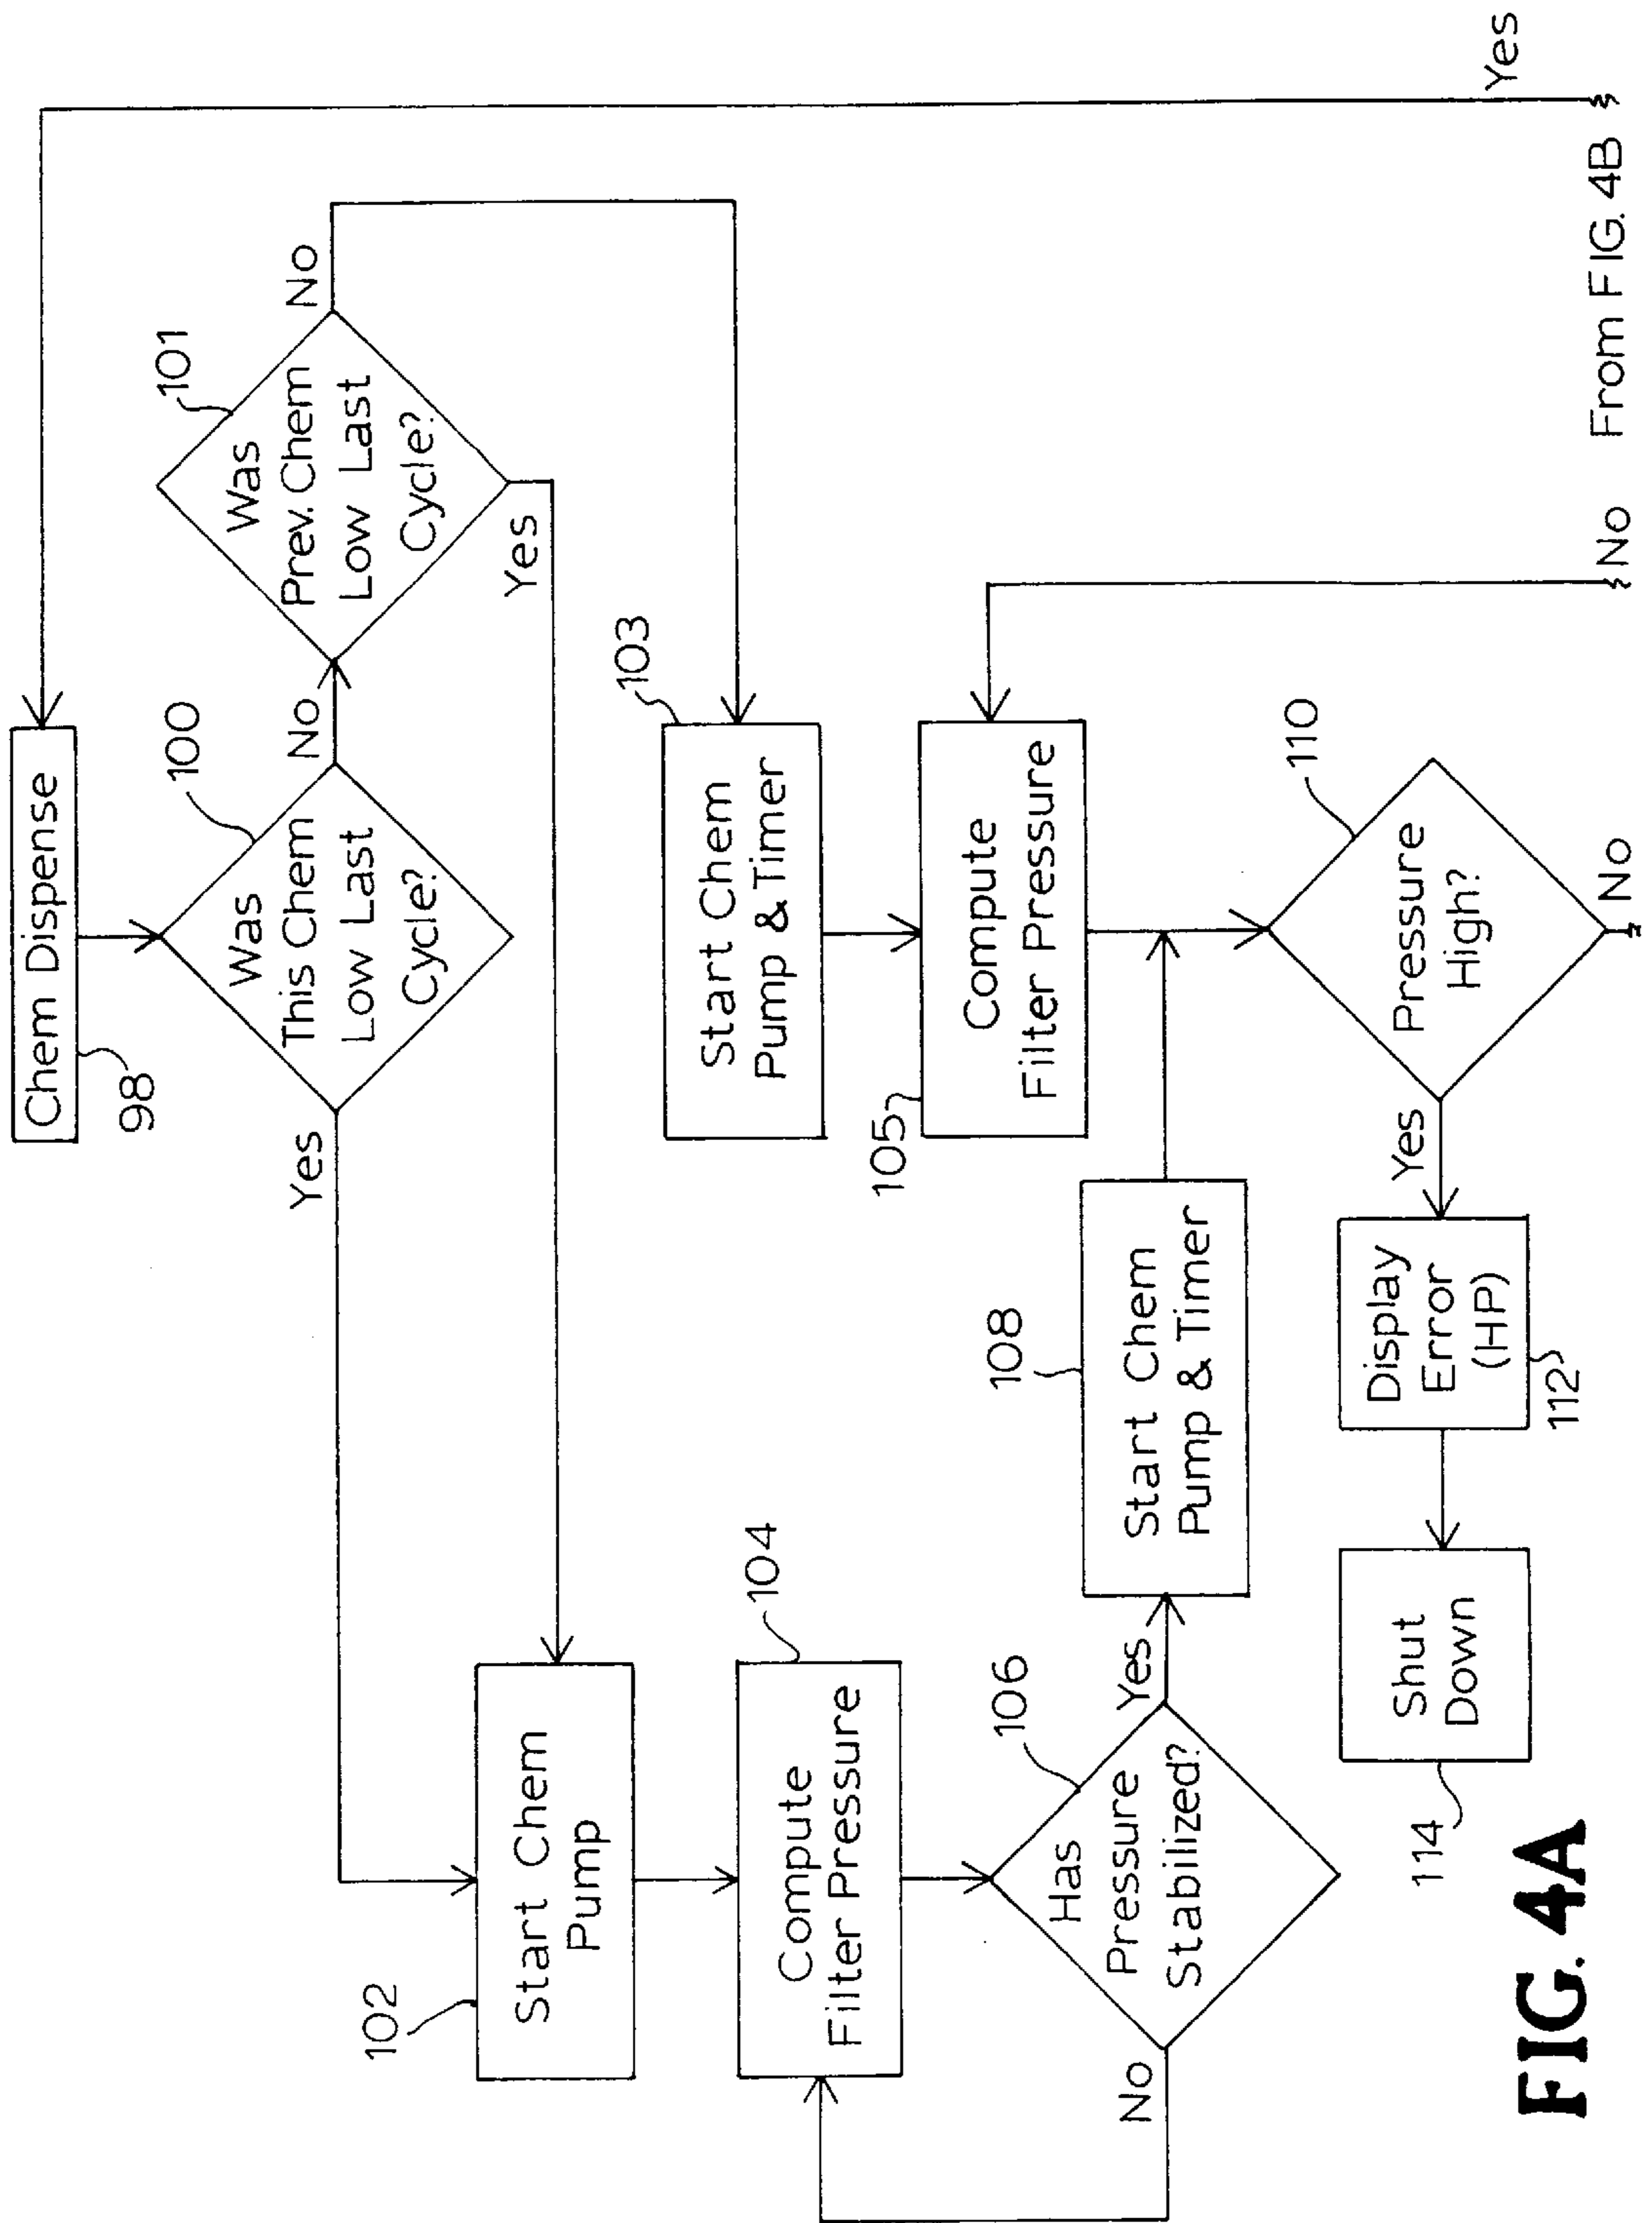 Chem Dispense
98
Was
This Chem
Low Last
Cycle?
100
Yes
No
Was
Prev. Chem
Low Last
Cycle?
101
Yes
No
Start Chem
Pump
102
Start Chem
Pump & Timer
103
Compute
Filter Pressure
104
Compute
Filter Pressure
105
Has
Pressure
Stabilized?
106
No
Yes
Start Chem
Pump & Timer
108
Pressure
High?
110
Yes
No
Display
Error
(HP)
112
Shut
Down
114
No
From FIG. 4B
Yes
FIG. 4A